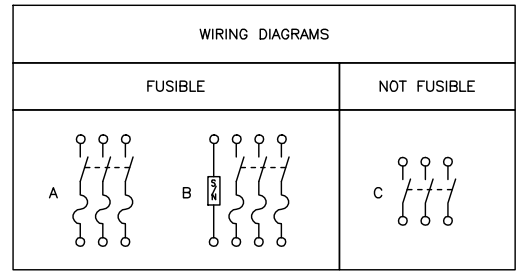 WIRING DIAGRAMS
FUSIBLE
NOT FUSIBLE
A
B
S/N
C